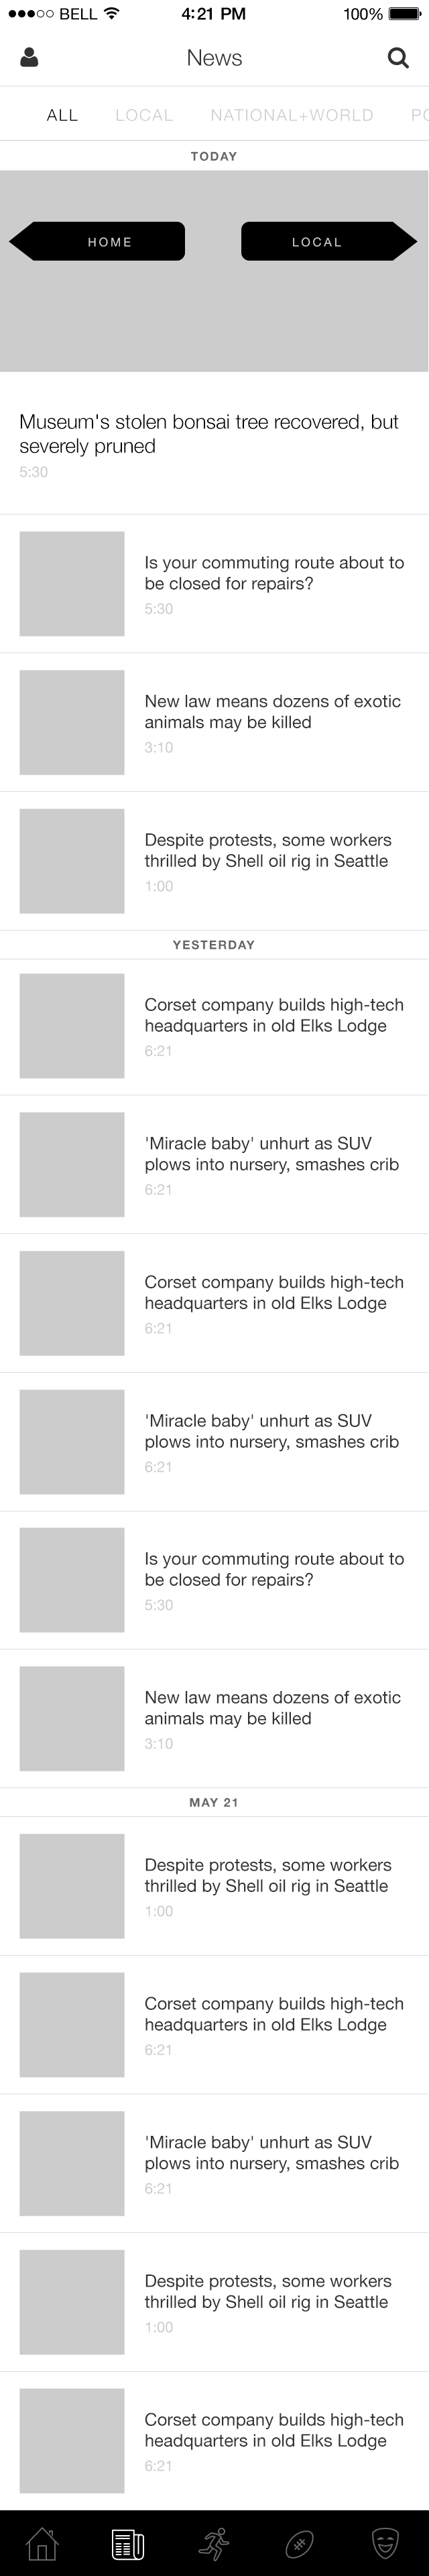 BELL 4:21 PM 100%
News
ALL LOCAL NATIONAL+WORLD PO
TODAY
HOME LOCAL
Museum's stolen bonsai tree recovered, but
severely pruned
5:30
Is your commuting route about to
be closed for repairs?
5:30
New law means dozens of exotic
animals may be killed
3:10
Despite protests, some workers
thrilled by Shell oil rig in Seattle
1:00
YESTERDAY
Corset company builds high-tech
headquarters in old Elks Lodge
6:21
'Miracle baby' unhurt as SUV
plows into nursery, smashes crib
6:21
Corset company builds high-tech
headquarters in old Elks Lodge
6:21
'Miracle baby' unhurt as SUV
plows into nursery, smashes crib
6:21
Is your commuting route about to
be closed for repairs?
5:30
New law means dozens of exotic
animals may be killed
3:10
MAY 21
Despite protests, some workers
thrilled by Shell oil rig in Seattle
1:00
Corset company builds high-tech
headquarters in old Elks Lodge
6:21
'Miracle baby' unhurt as SUV
plows into nursery, smashes crib
6:21
Despite protests, some workers
thrilled by Shell oil rig in Seattle
1:00
Corset company builds high-tech
headquarters in old Elks Lodge
6:21